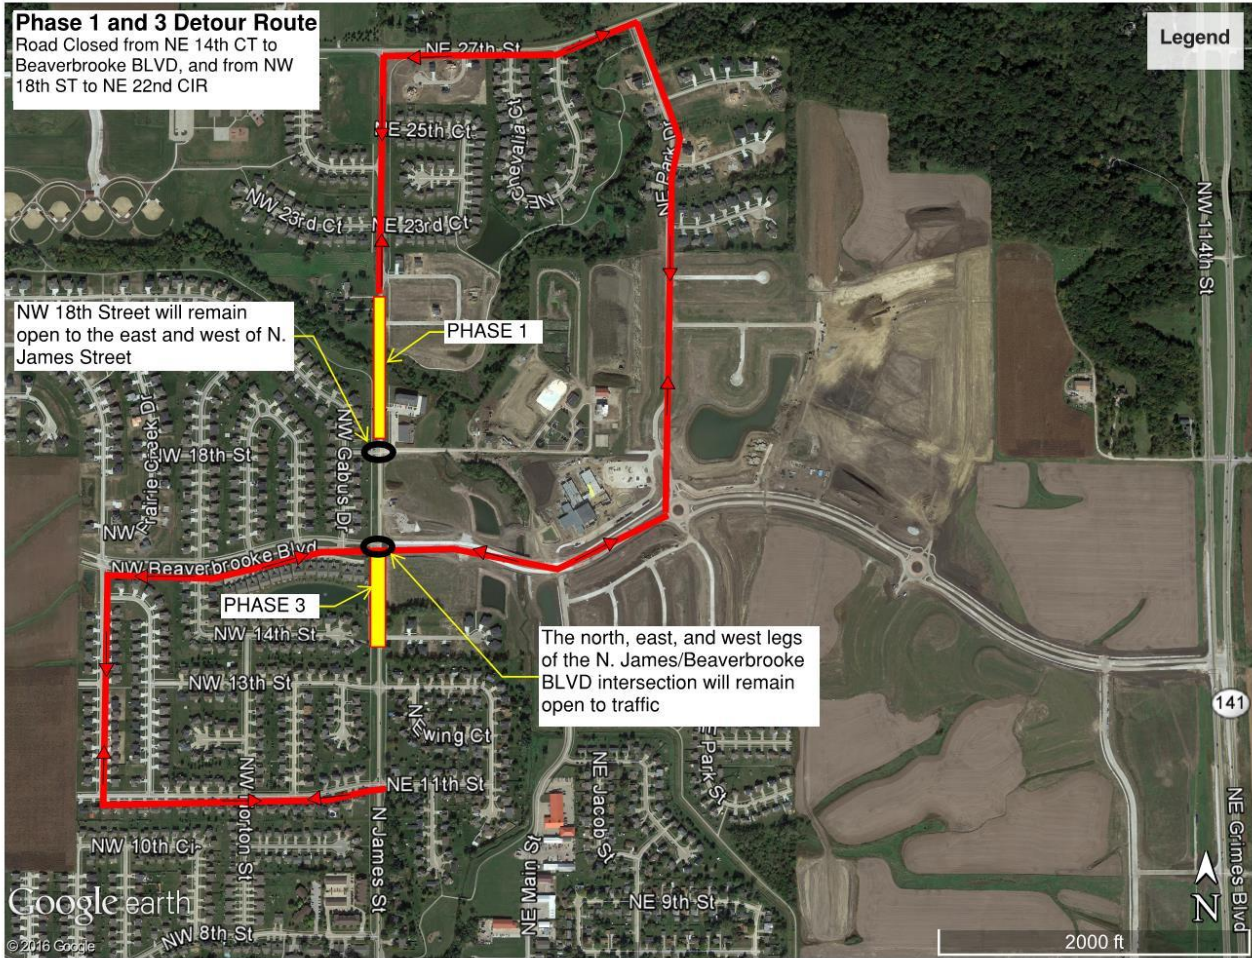 Phase 1 and 3 Detour Route
Road Closed from NE 14th CT to
Beaverbrooke BLVD, and from NW
18th ST to NE 22nd CIR
Legend
NE 27th St
NE 25th Ct
NE Chevalia Ct
NE Park Dr
NW 23rd Ct
NE 23rd Ct
NW 114th St
NW 18th Street will remain
open to the east and west of N.
James Street
PHASE 1
NW 18th St
NW Gabus Dr
NW
Prairie Creek Dr
NW Beaverbrooke Blvd
PHASE 3
NW 14th St
The north, east, and west legs
of the N. James/Beaverbrooke
BLVD intersection will remain
open to traffic
NW 13th St
141
NE 11th St
N James St
NE Main St
NE Jacob St
NE Park St
NE Grimes Blvd
NW 10th Ci
NE 9th St
NW 8th St
Google earth
© 2016 Google
N
2000 ft